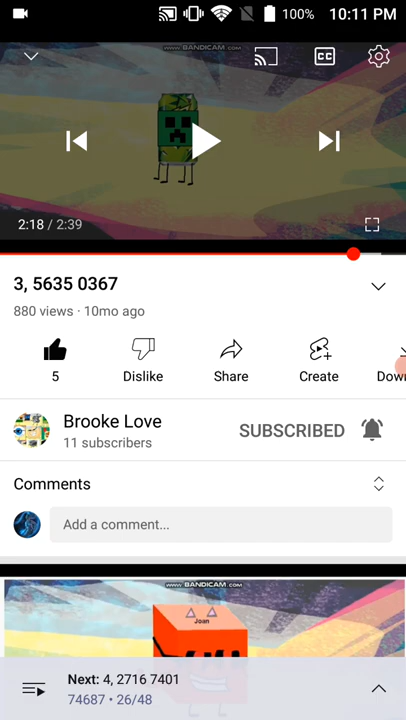 100% 10:11 PM
WWW.BANDICAM.COM
CC
2:18 / 2:39
3, 5635 0367
880 views · 10mo ago
5 Dislike Share Create Down
Brooke Love
11 subscribers
SUBSCRIBED
Comments
Add a comment...
WWW.BANDICAM.COM
Joan
Next: 4, 2716 7401
74687 • 26/48